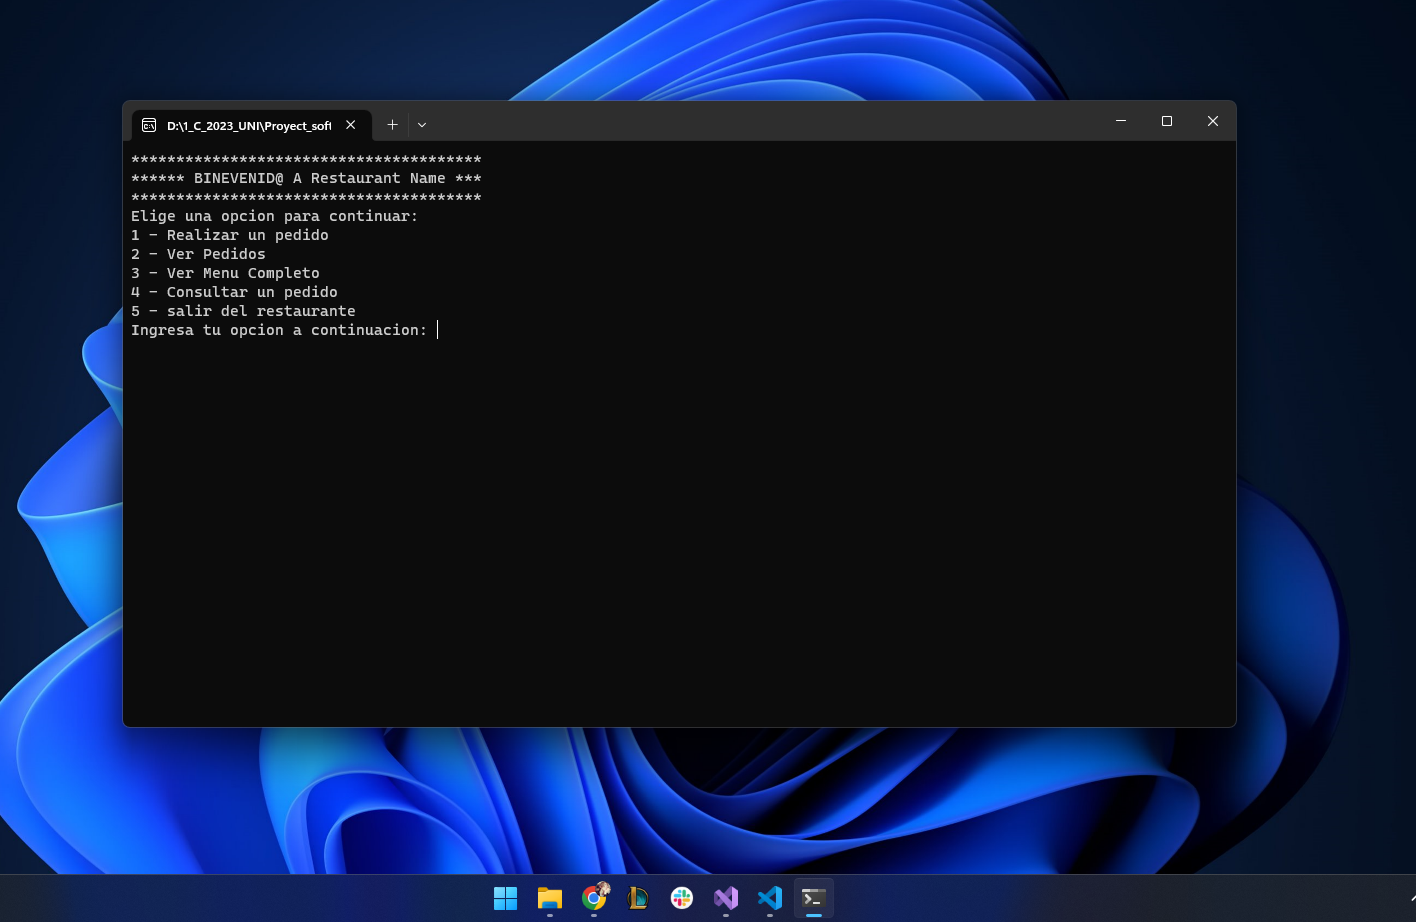 D:\1_C_2023_UNI\Proyect_soft
***************************************
****** BINEVENID@ A Restaurant Name ***
***************************************
Elige una opcion para continuar:
1 - Realizar un pedido
2 - Ver Pedidos
3 - Ver Menu Completo
4 - Consultar un pedido
5 - salir del restaurante
Ingresa tu opcion a continuacion: